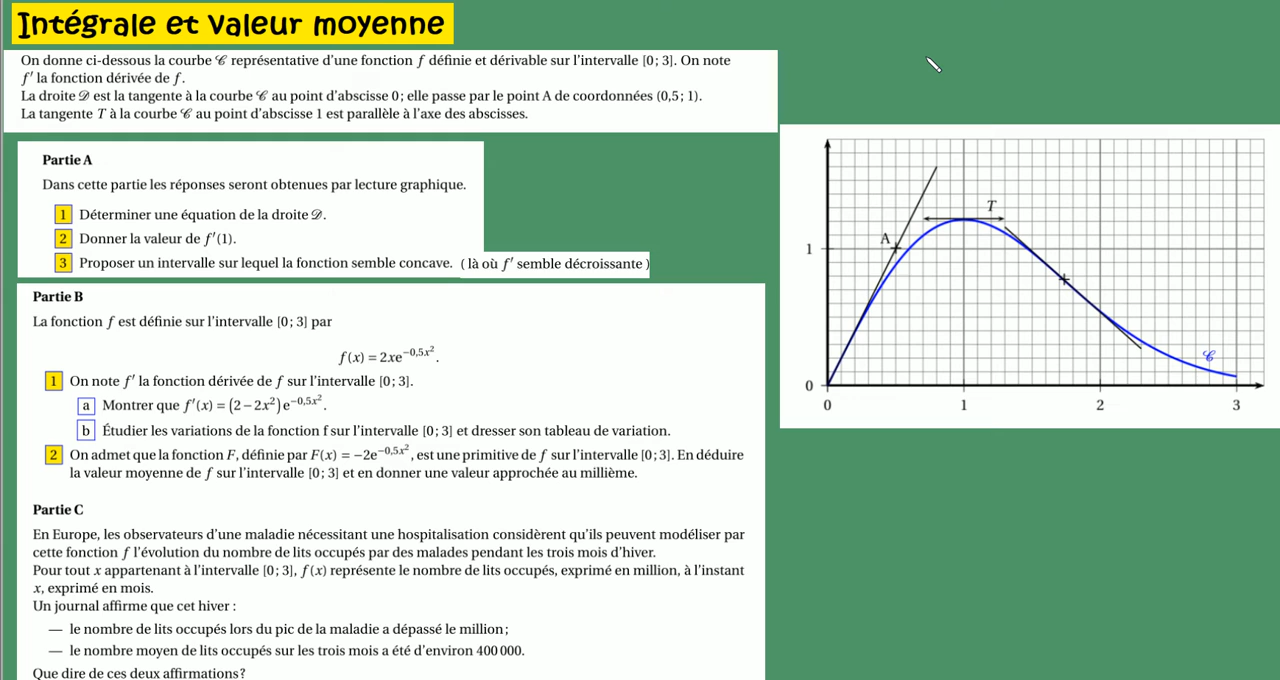 Intégrale et valeur moyenne
On donne ci-dessous la courbe 𝒞 représentative d'une fonction f définie et dérivable sur l'intervalle [0; 3]. On note
f′ la fonction dérivée de f.
La droite 𝒟 est la tangente à la courbe 𝒞 au point d'abscisse 0; elle passe par le point A de coordonnées (0,5; 1).
La tangente T à la courbe 𝒞 au point d'abscisse 1 est parallèle à l'axe des abscisses.
Partie A
Dans cette partie les réponses seront obtenues par lecture graphique.
1 Déterminer une équation de la droite 𝒟.
2 Donner la valeur de f′(1).
3 Proposer un intervalle sur lequel la fonction semble concave. ( là où f′ semble décroissante )
Partie B
La fonction f est définie sur l'intervalle [0; 3] par
f(x) = 2xe^{−0,5x²}.
1 On note f′ la fonction dérivée de f sur l'intervalle [0; 3].
a Montrer que f′(x) = (2 − 2x²) e^{−0,5x²}.
b Étudier les variations de la fonction f sur l'intervalle [0; 3] et dresser son tableau de variation.
2 On admet que la fonction F, définie par F(x) = −2e^{−0,5x²}, est une primitive de f sur l'intervalle [0; 3]. En déduire
la valeur moyenne de f sur l'intervalle [0; 3] et en donner une valeur approchée au millième.
Partie C
En Europe, les observateurs d'une maladie nécessitant une hospitalisation considèrent qu'ils peuvent modéliser par
cette fonction f l'évolution du nombre de lits occupés par des malades pendant les trois mois d'hiver.
Pour tout x appartenant à l'intervalle [0; 3], f(x) représente le nombre de lits occupés, exprimé en million, à l'instant
x, exprimé en mois.
Un journal affirme que cet hiver :
— le nombre de lits occupés lors du pic de la maladie a dépassé le million;
— le nombre moyen de lits occupés sur les trois mois a été d'environ 400 000.
Que dire de ces deux affirmations?
T
A
1
𝒞
0
0 1 2 3